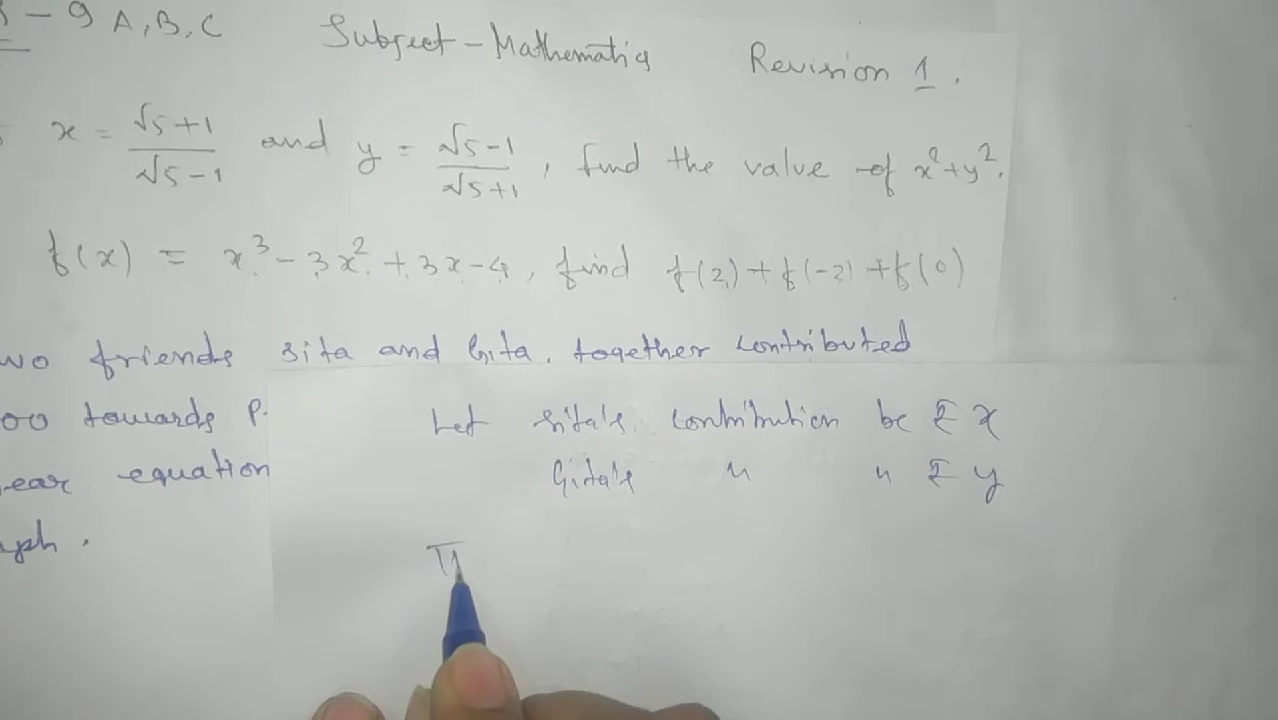 - 9 A, B, C Subject - Mathematics Revision 1.
x = √5+1/√5-1 and y = √5-1/√5+1, find the value of x²+y².
f(x) = x³ - 3x² + 3x - 4, find f(2) + f(-2) + f(0)
wo friends Sita and Gita, together contributed
00 towards P.
Let Sita's contribution be ₹ x
ear equation
Gita's " " ₹ y
aph.